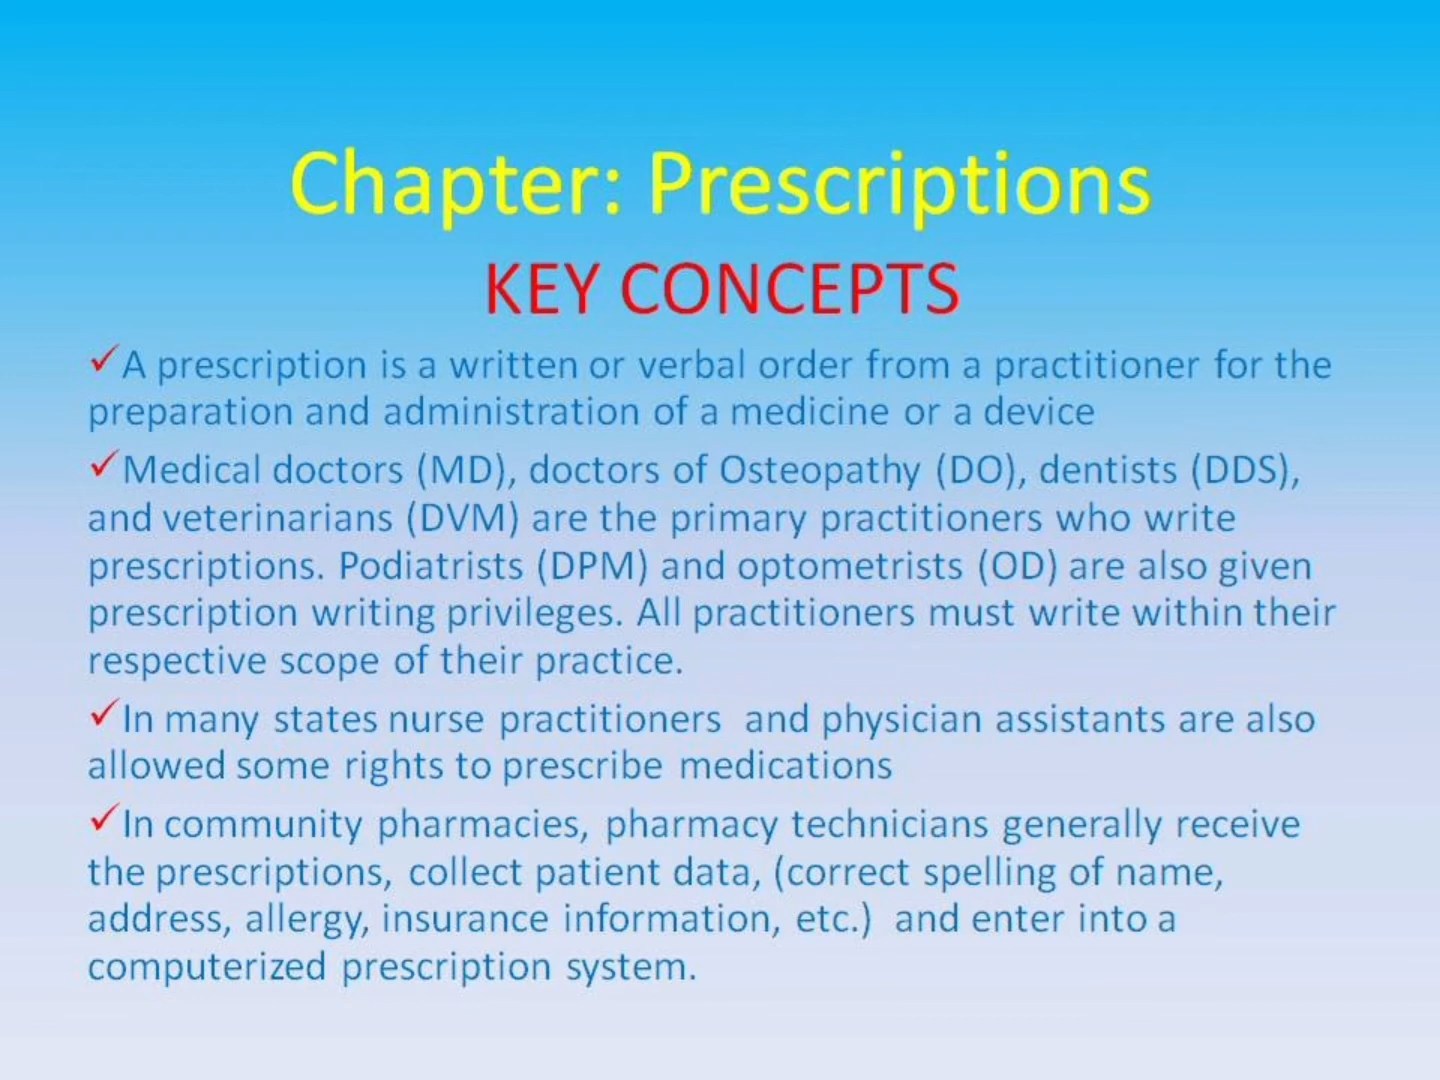 Chapter: Prescriptions
KEY CONCEPTS
✓A prescription is a written or verbal order from a practitioner for the
preparation and administration of a medicine or a device
✓Medical doctors (MD), doctors of Osteopathy (DO), dentists (DDS),
and veterinarians (DVM) are the primary practitioners who write
prescriptions. Podiatrists (DPM) and optometrists (OD) are also given
prescription writing privileges. All practitioners must write within their
respective scope of their practice.
✓In many states nurse practitioners and physician assistants are also
allowed some rights to prescribe medications
✓In community pharmacies, pharmacy technicians generally receive
the prescriptions, collect patient data, (correct spelling of name,
address, allergy, insurance information, etc.) and enter into a
computerized prescription system.